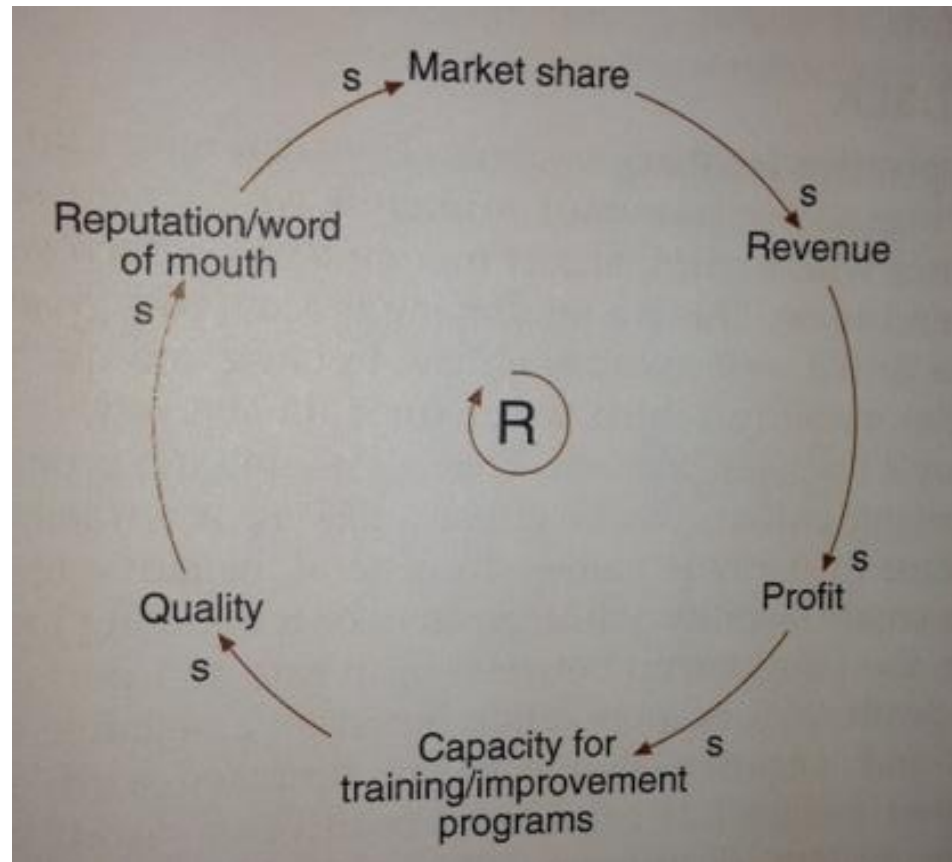 Market share
s
Revenue
s
Profit
s
Capacity for
training/improvement
programs
s
Quality
s
Reputation/word
of mouth
s
R